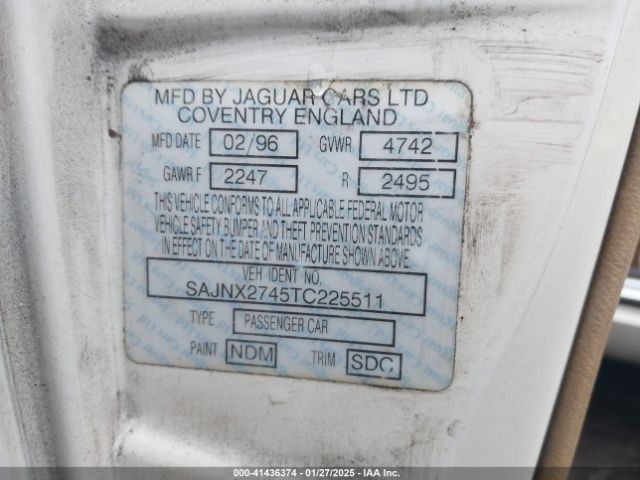 MFD BY JAGUAR CARS LTD
COVENTRY ENGLAND
MFD DATE 02/96 GVWR 4742
GAWR F 2247 R 2495
THIS VEHICLE CONFORMS TO ALL APPLICABLE FEDERAL MOTOR
VEHICLE SAFETY BUMPER AND THEFT PREVENTION STANDARDS
IN EFFECT ON THE DATE OF MANUFACTURE SHOWN ABOVE.
VEH IDENT NO.
SAJNX2745TC225511
TYPE PASSENGER CAR
PAINT NDM TRIM SDC
000-41436374 | 01/27/2025 | IAA Inc.